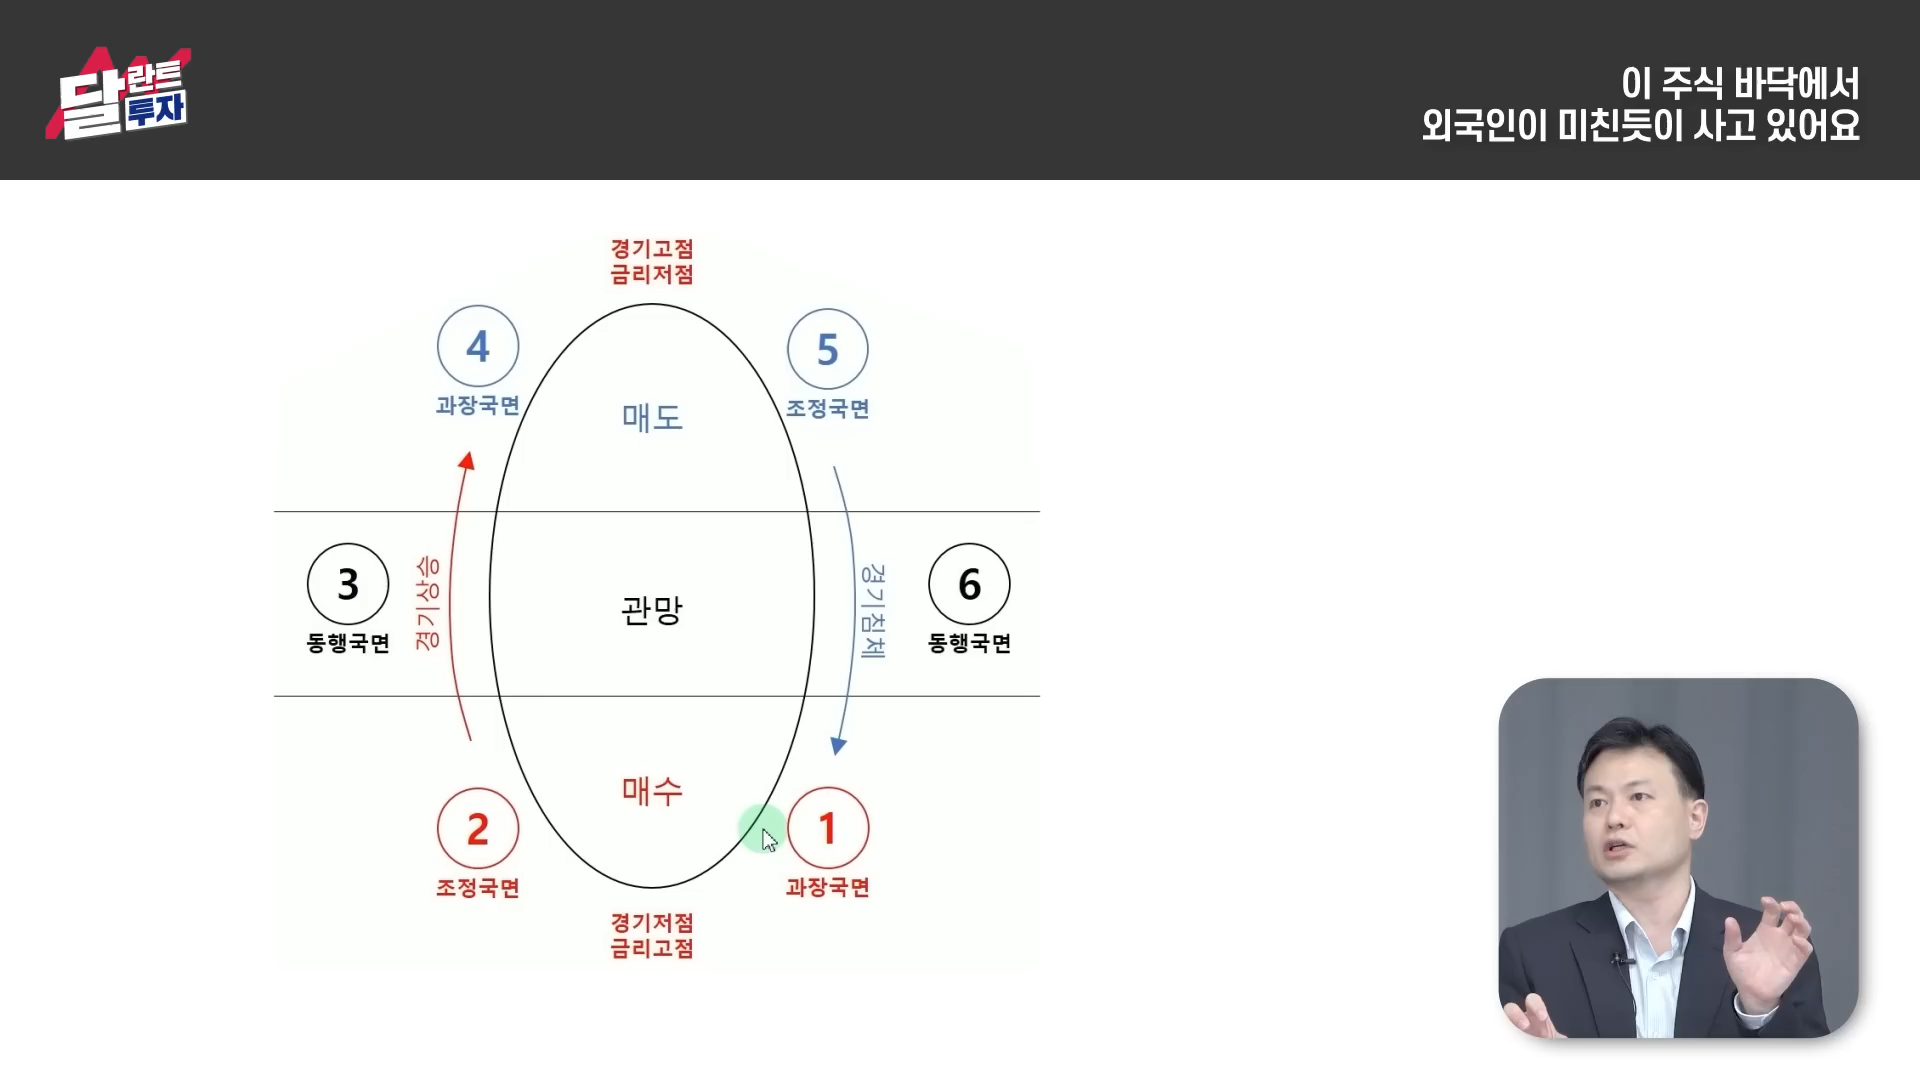 달란트
투자
이 주식 바닥에서
외국인이 미친듯이 사고 있어요
경기고점
금리저점
4
과장국면
매도
5
조정국면
3
동행국면
경기상승
관망
경기침체
6
동행국면
2
조정국면
매수
1
과장국면
경기저점
금리고점